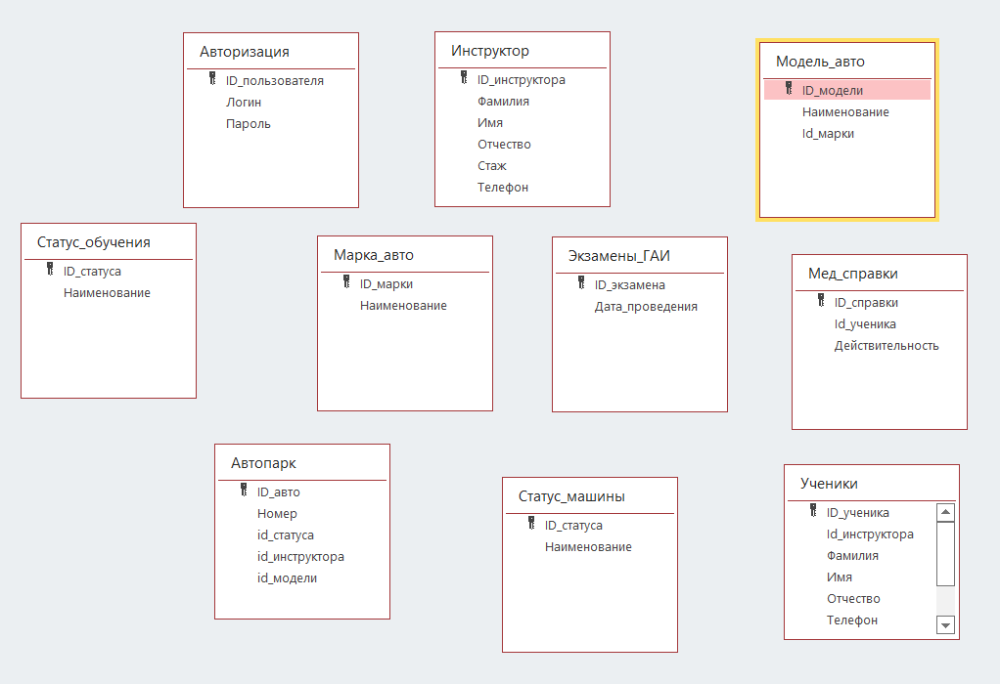 Авторизация
ID_пользователя
Логин
Пароль
Инструктор
ID_инструктора
Фамилия
Имя
Отчество
Стаж
Телефон
Модель_авто
ID_модели
Наименование
Id_марки
Статус_обучения
ID_статуса
Наименование
Марка_авто
ID_марки
Наименование
Экзамены_ГАИ
ID_экзамена
Дата_проведения
Мед_справки
ID_справки
Id_ученика
Действительность
Автопарк
ID_авто
Номер
id_статуса
id_инструктора
id_модели
Статус_машины
ID_статуса
Наименование
Ученики
ID_ученика
Id_инструктора
Фамилия
Имя
Отчество
Телефон